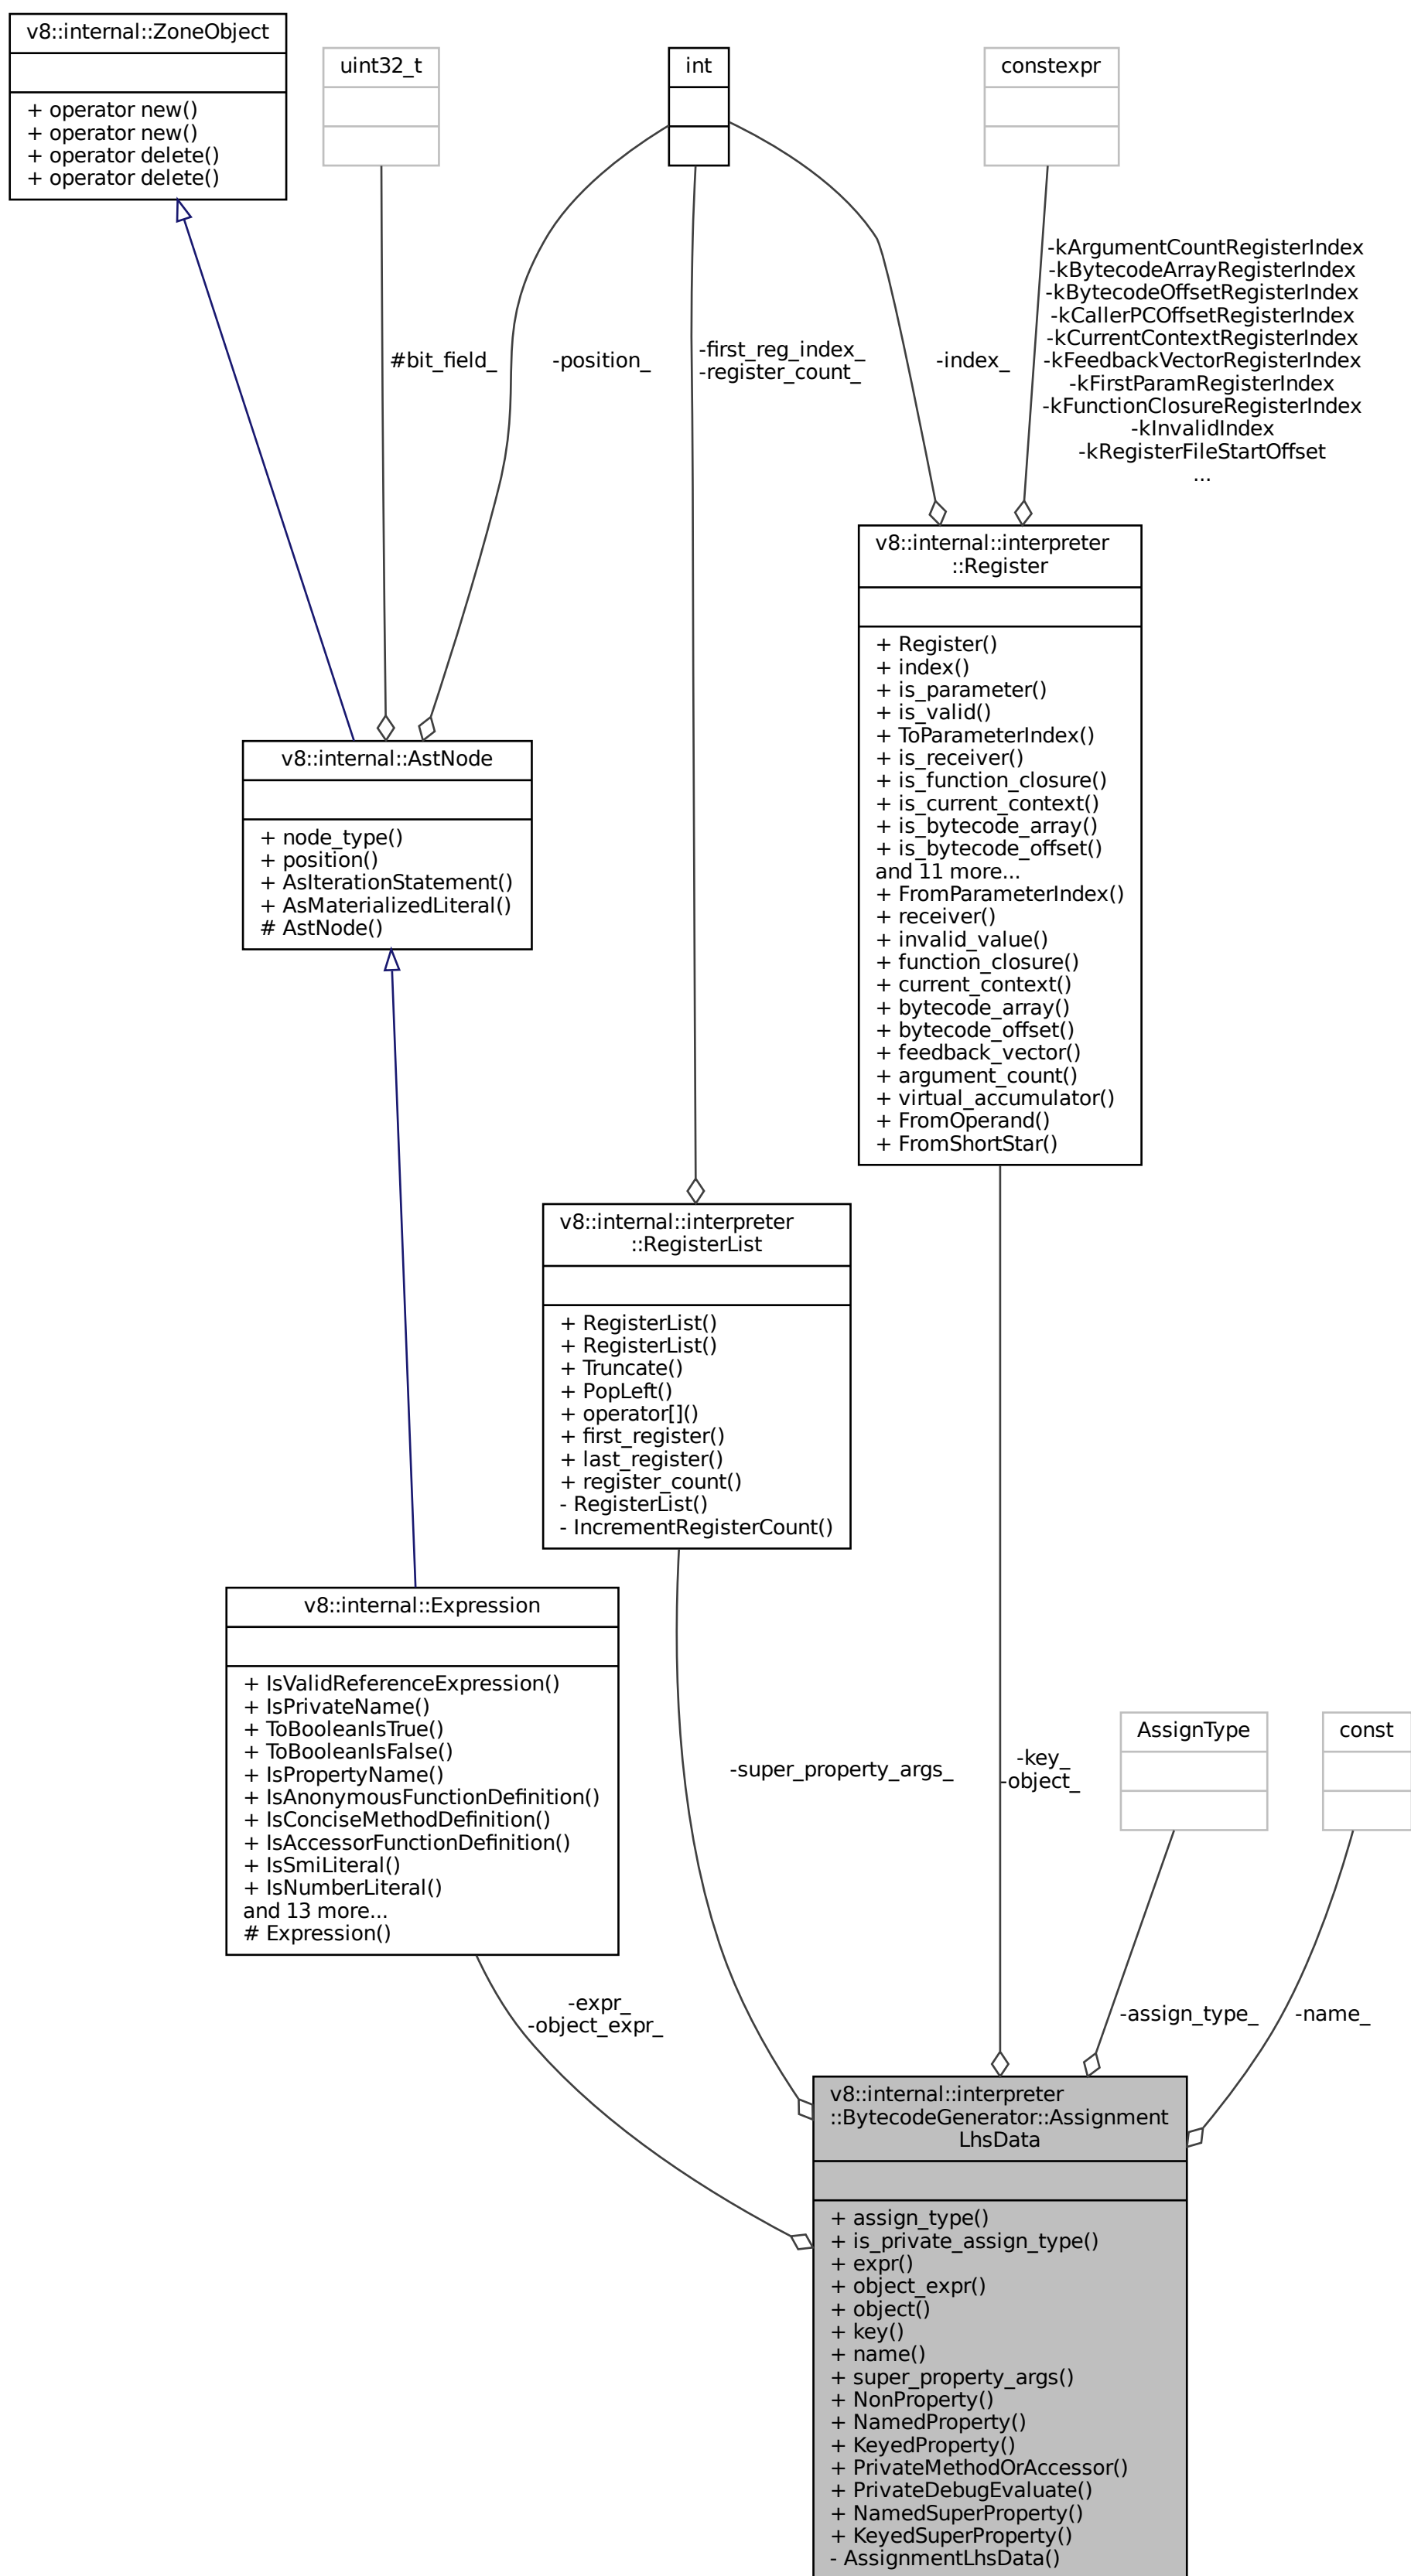 v8::internal::ZoneObject
+ operator new()
+ operator new()
+ operator delete()
+ operator delete()
uint32_t
int
constexpr
-kArgumentCountRegisterIndex
-kBytecodeArrayRegisterIndex
-kBytecodeOffsetRegisterIndex
-kCallerPCOffsetRegisterIndex
-kCurrentContextRegisterIndex
-kFeedbackVectorRegisterIndex
-kFirstParamRegisterIndex
-kFunctionClosureRegisterIndex
-kInvalidIndex
-kRegisterFileStartOffset
...
#bit_field_
-position_
-first_reg_index_
-register_count_
-index_
v8::internal::interpreter
::Register
+ Register()
+ index()
+ is_parameter()
+ is_valid()
+ ToParameterIndex()
+ is_receiver()
+ is_function_closure()
+ is_current_context()
+ is_bytecode_array()
+ is_bytecode_offset()
and 11 more...
+ FromParameterIndex()
+ receiver()
+ invalid_value()
+ function_closure()
+ current_context()
+ bytecode_array()
+ bytecode_offset()
+ feedback_vector()
+ argument_count()
+ virtual_accumulator()
+ FromOperand()
+ FromShortStar()
v8::internal::AstNode
+ node_type()
+ position()
+ AsIterationStatement()
+ AsMaterializedLiteral()
# AstNode()
v8::internal::interpreter
::RegisterList
+ RegisterList()
+ RegisterList()
+ Truncate()
+ PopLeft()
+ operator[]()
+ first_register()
+ last_register()
+ register_count()
- RegisterList()
- IncrementRegisterCount()
v8::internal::Expression
+ IsValidReferenceExpression()
+ IsPrivateName()
+ ToBooleanIsTrue()
+ ToBooleanIsFalse()
+ IsPropertyName()
+ IsAnonymousFunctionDefinition()
+ IsConciseMethodDefinition()
+ IsAccessorFunctionDefinition()
+ IsSmiLiteral()
+ IsNumberLiteral()
and 13 more...
# Expression()
-super_property_args_
-key_
-object_
AssignType
const
-expr_
-object_expr_
-assign_type_
-name_
v8::internal::interpreter
::BytecodeGenerator::Assignment
LhsData
+ assign_type()
+ is_private_assign_type()
+ expr()
+ object_expr()
+ object()
+ key()
+ name()
+ super_property_args()
+ NonProperty()
+ NamedProperty()
+ KeyedProperty()
+ PrivateMethodOrAccessor()
+ PrivateDebugEvaluate()
+ NamedSuperProperty()
+ KeyedSuperProperty()
- AssignmentLhsData()